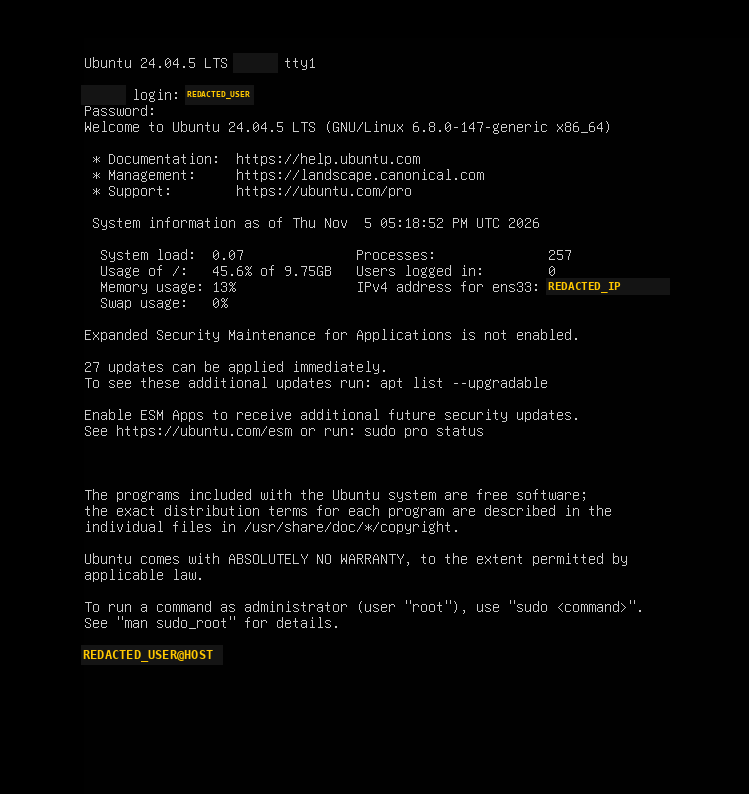 Ubuntu 24.04.5 LTS tty1
login: REDACTED_USER
Password:
Welcome to Ubuntu 24.04.5 LTS (GNU/Linux 6.8.0-147-generic x86_64)
* Documentation: https://help.ubuntu.com
* Management: https://landscape.canonical.com
* Support: https://ubuntu.com/pro
System information as of Thu Nov 5 05:18:52 PM UTC 2026
System load: 0.07 Processes: 257
Usage of /: 45.6% of 9.75GB Users logged in: 0
Memory usage: 13% IPv4 address for ens33: REDACTED_IP
Swap usage: 0%
Expanded Security Maintenance for Applications is not enabled.
27 updates can be applied immediately.
To see these additional updates run: apt list --upgradable
Enable ESM Apps to receive additional future security updates.
See https://ubuntu.com/esm or run: sudo pro status
The programs included with the Ubuntu system are free software;
the exact distribution terms for each program are described in the
individual files in /usr/share/doc/*/copyright.
Ubuntu comes with ABSOLUTELY NO WARRANTY, to the extent permitted by
applicable law.
To run a command as administrator (user "root"), use "sudo <command>".
See "man sudo_root" for details.
REDACTED_USER@HOST